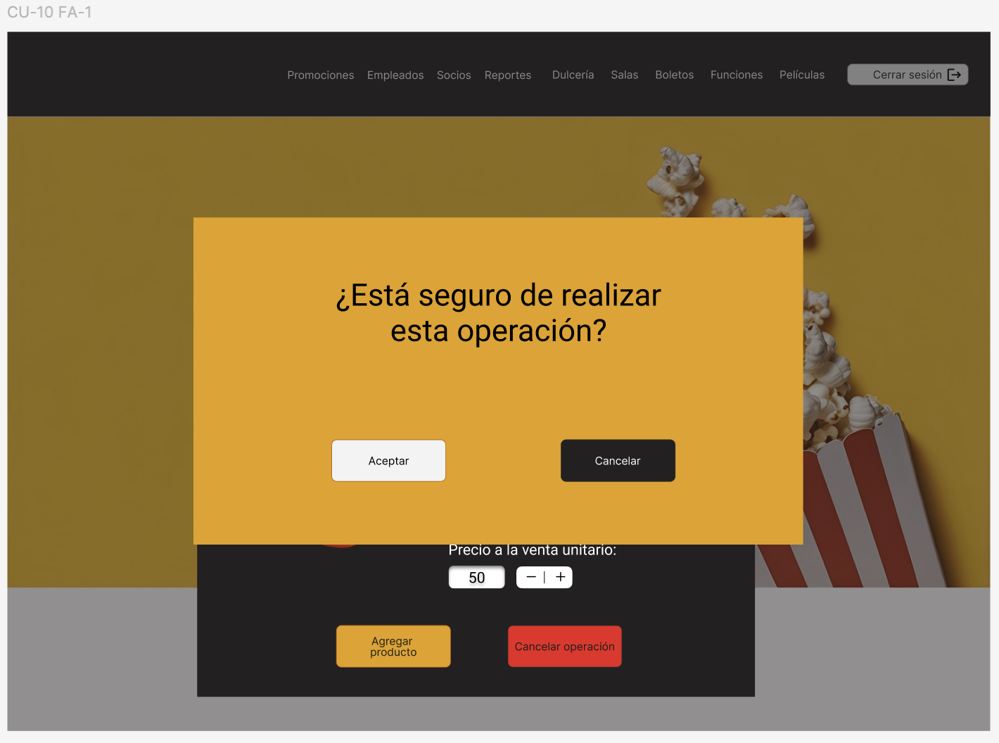 CU-10 FA-1
Promociones Empleados Socios Reportes Dulcería Salas Boletos Funciones Películas Cerrar sesión
¿Está seguro de realizar
esta operación?
Aceptar Cancelar
Precio a la venta unitario:
50 − | +
Agregar
producto
Cancelar operación